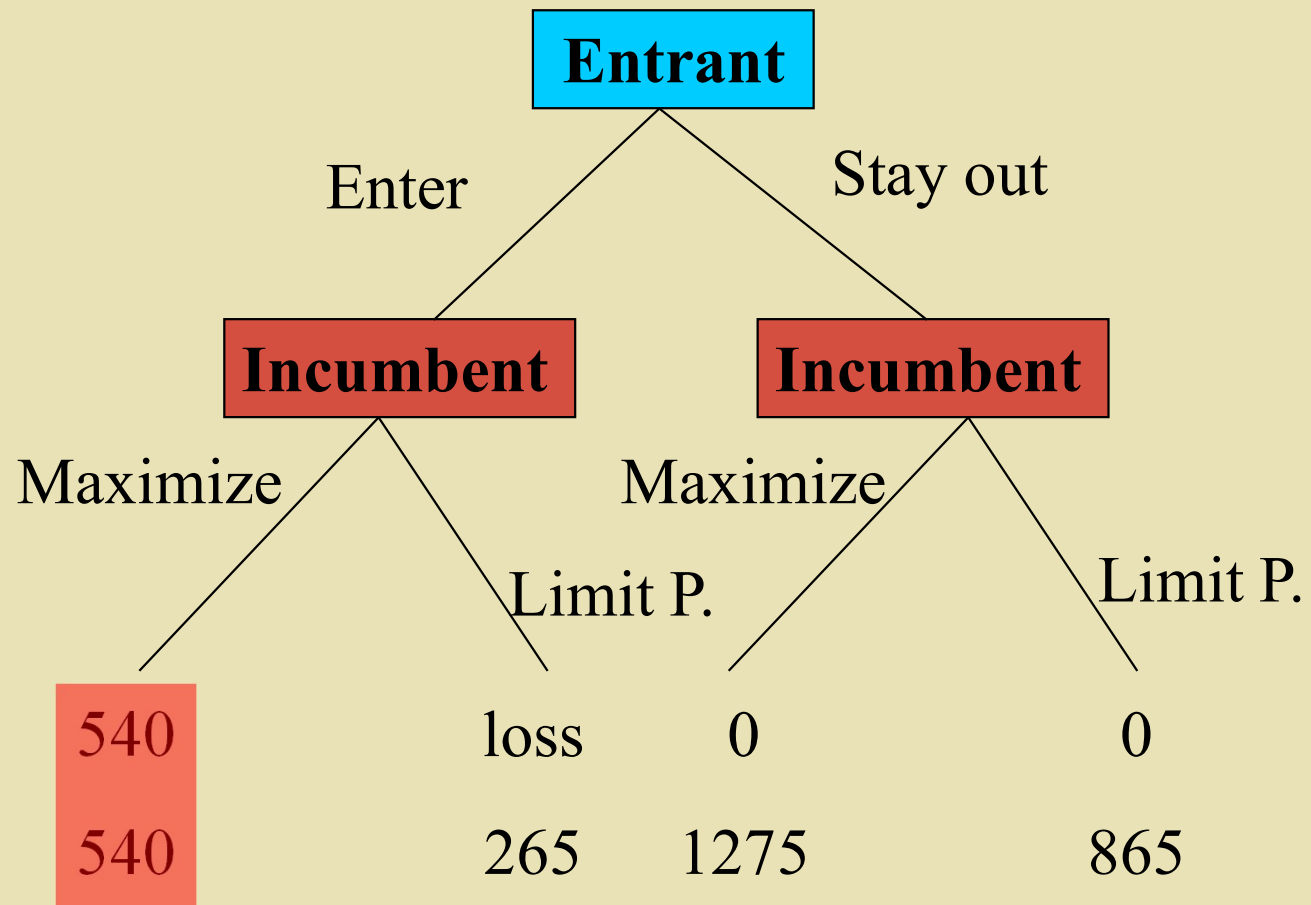 Entrant
Enter
Stay out
Incumbent
Incumbent
Maximize
Maximize
Limit P.
Limit P.
540 loss 0 0
540 265 1275 865